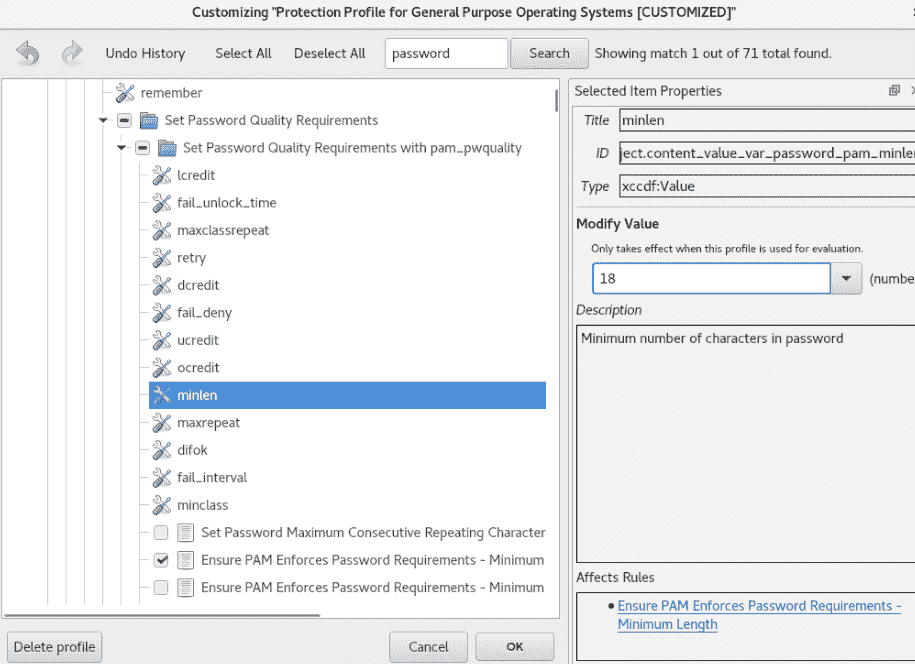 Customizing "Protection Profile for General Purpose Operating Systems [CUSTOMIZED]"
Undo History Select All Deselect All password Search Showing match 1 out of 71 total found.
remember
Set Password Quality Requirements
Set Password Quality Requirements with pam_pwquality
lcredit
fail_unlock_time
maxclassrepeat
retry
dcredit
fail_deny
ucredit
ocredit
minlen
maxrepeat
difok
fail_interval
minclass
Set Password Maximum Consecutive Repeating Character
Ensure PAM Enforces Password Requirements - Minimum
Ensure PAM Enforces Password Requirements - Minimum
Delete profile Cancel OK
Selected Item Properties
Title minlen
ID ject.content_value_var_password_pam_minlen
Type xccdf:Value
Modify Value
Only takes effect when this profile is used for evaluation.
18 (numbe
Description
Minimum number of characters in password
Affects Rules
Ensure PAM Enforces Password Requirements -
Minimum Length